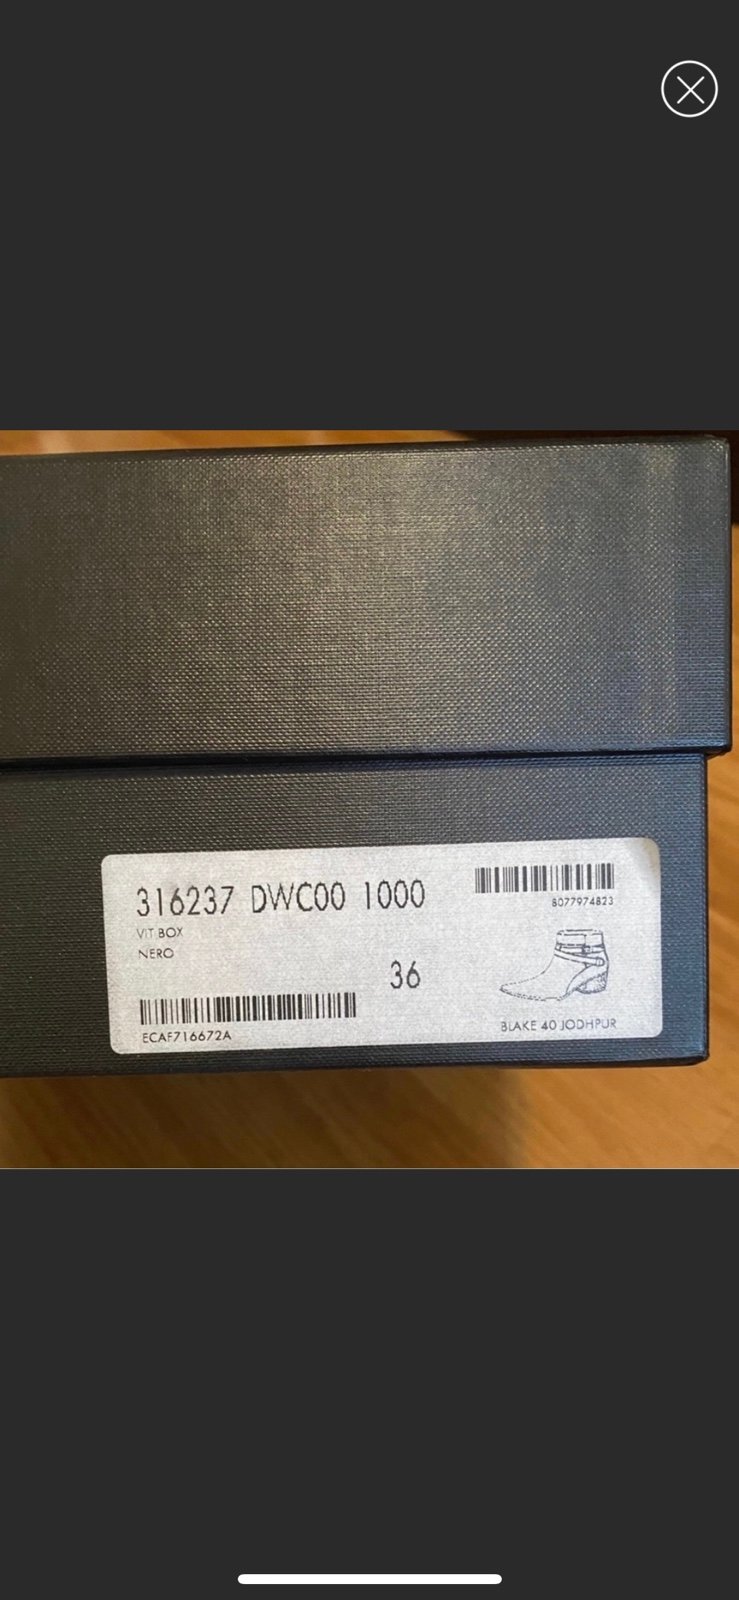 316237 DWC00 1000
VIT BOX
NERO
8077974823
36
ECAF716672A
BLAKE 40 JODHPUR